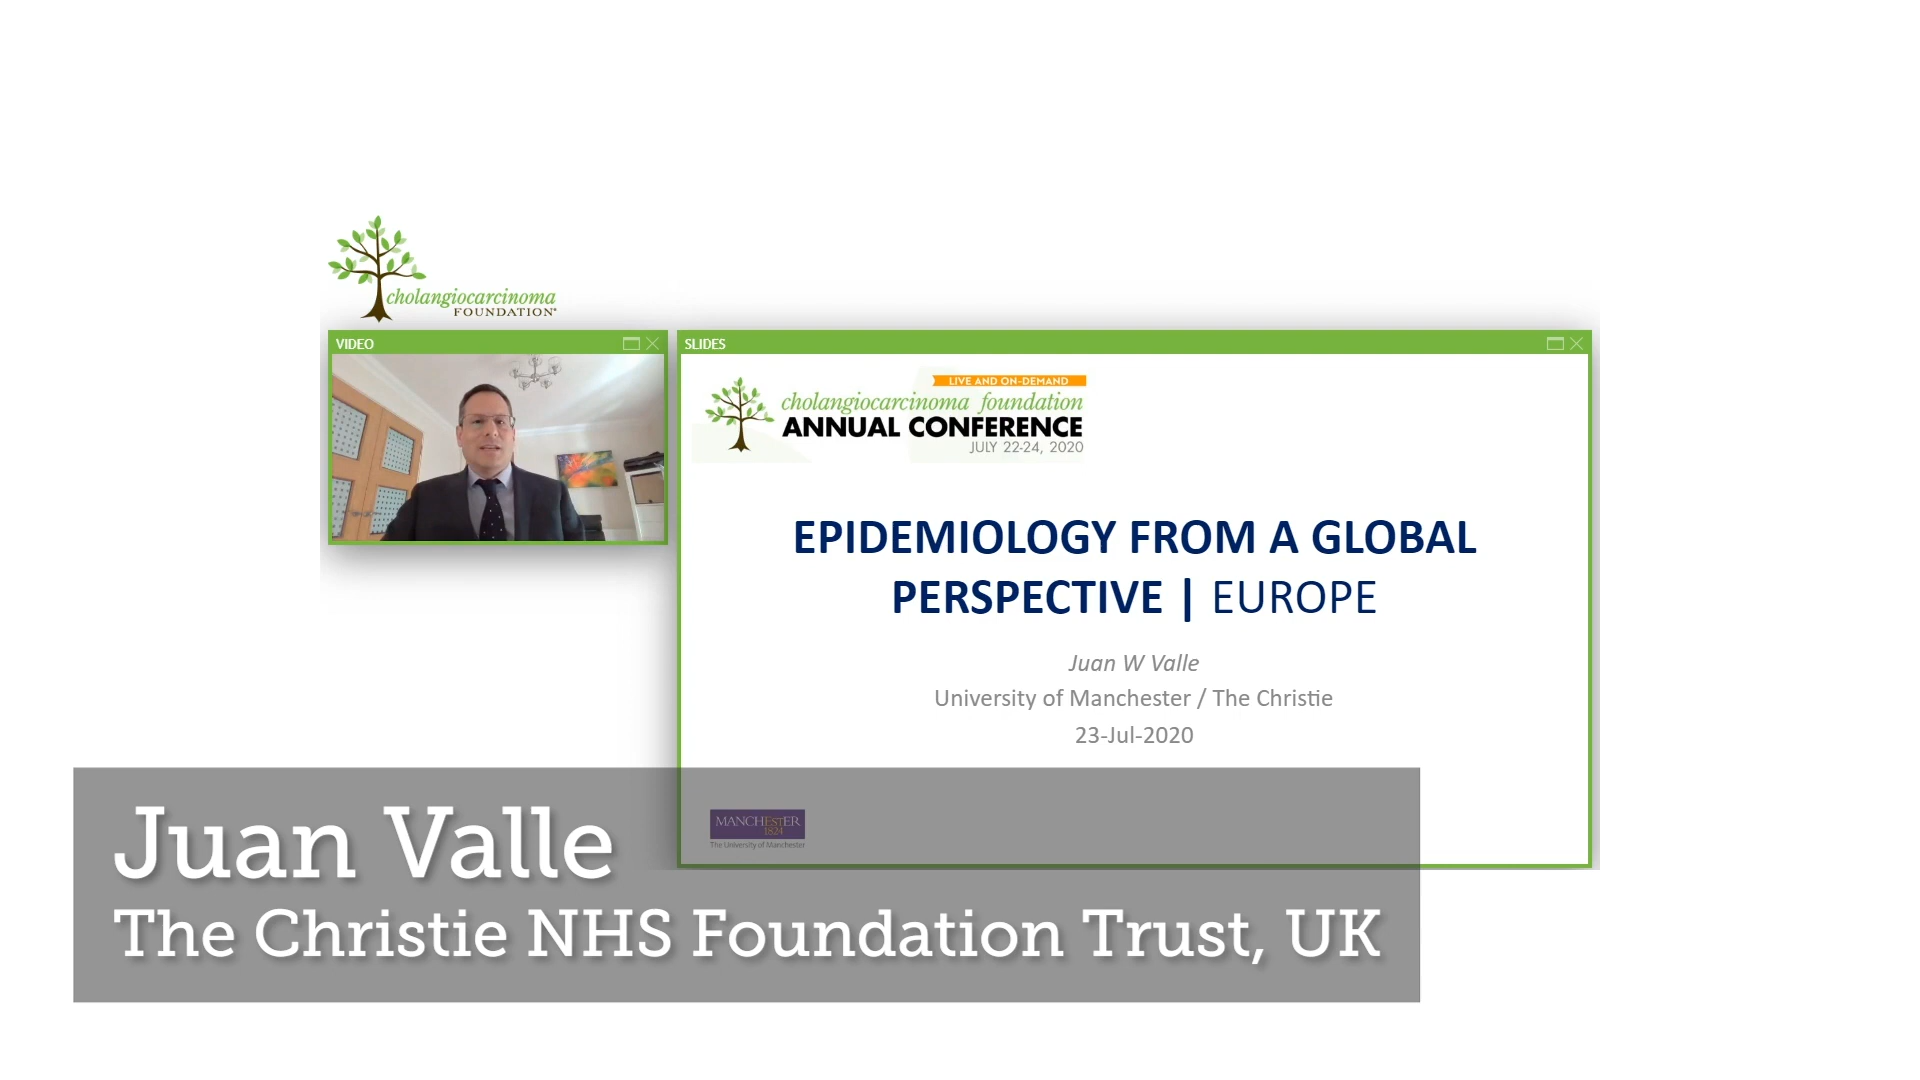 cholangiocarcinoma
FOUNDATION®
VIDEO
SLIDES
LIVE AND ON-DEMAND
cholangiocarcinoma foundation
ANNUAL CONFERENCE
JULY 22-24, 2020
EPIDEMIOLOGY FROM A GLOBAL
PERSPECTIVE | EUROPE
Juan W Valle
University of Manchester / The Christie
23-Jul-2020
MANCHESTER
1824
The University of Manchester
Juan Valle
The Christie NHS Foundation Trust, UK